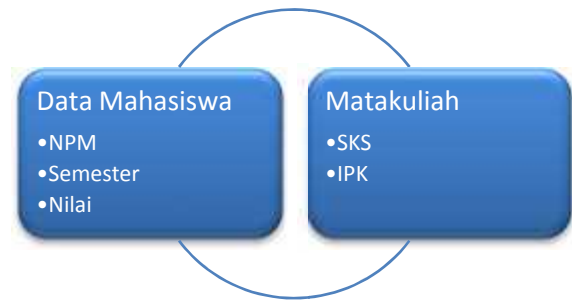 Data Mahasiswa
•NPM
•Semester
•Nilai
Matakuliah
•SKS
•IPK